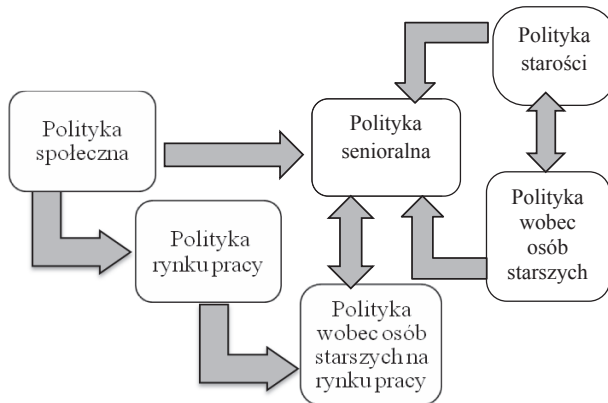 Polityka
starości
Polityka
społeczna
Polityka
senioralna
Polityka
wobec
osób
starszych
Polityka
rynku pracy
Polityka
wobec osób
starszych na
rynku pracy